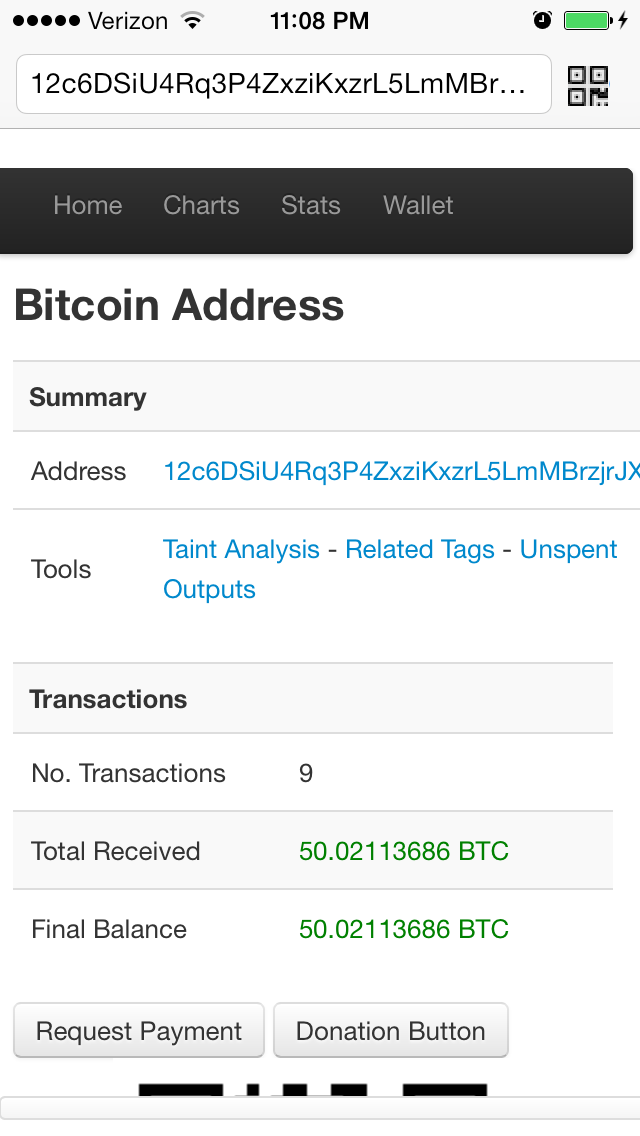 Verizon 11:08 PM
12c6DSiU4Rq3P4ZxziKxzrL5LmMBr...
Home Charts Stats Wallet
Bitcoin Address
Summary
Address 12c6DSiU4Rq3P4ZxziKxzrL5LmMBrzjrJX
Tools Taint Analysis - Related Tags - Unspent
Outputs
Transactions
No. Transactions 9
Total Received 50.02113686 BTC
Final Balance 50.02113686 BTC
Request Payment Donation Button